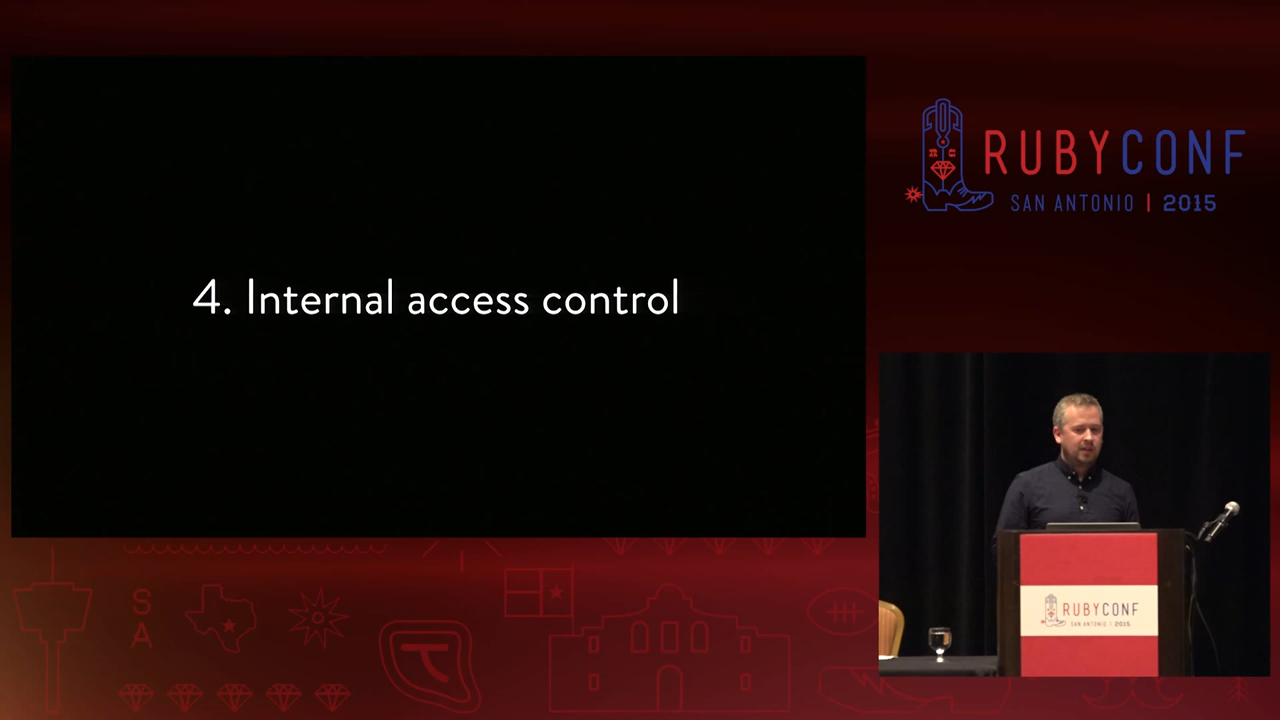 4. Internal access control
RUBYCONF
SAN ANTONIO | 2015
S
A
RUBYCONF
SAN ANTONIO | 2015